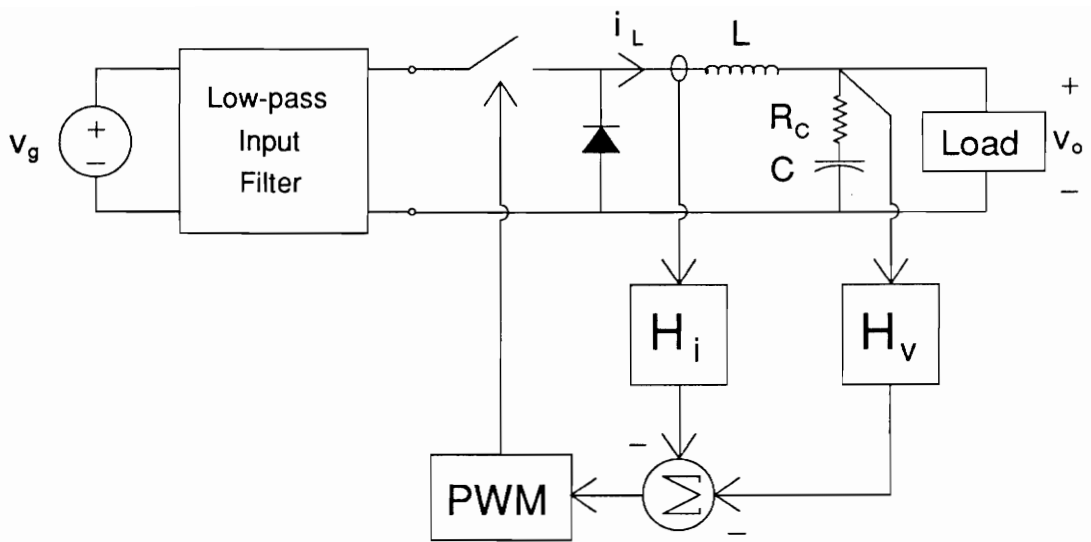 i_L
L
Low-pass
Input
Filter
+
v_g
−
R_C
C
Load
+
v_o
−
H_i
H_v
−
PWM
Σ
−